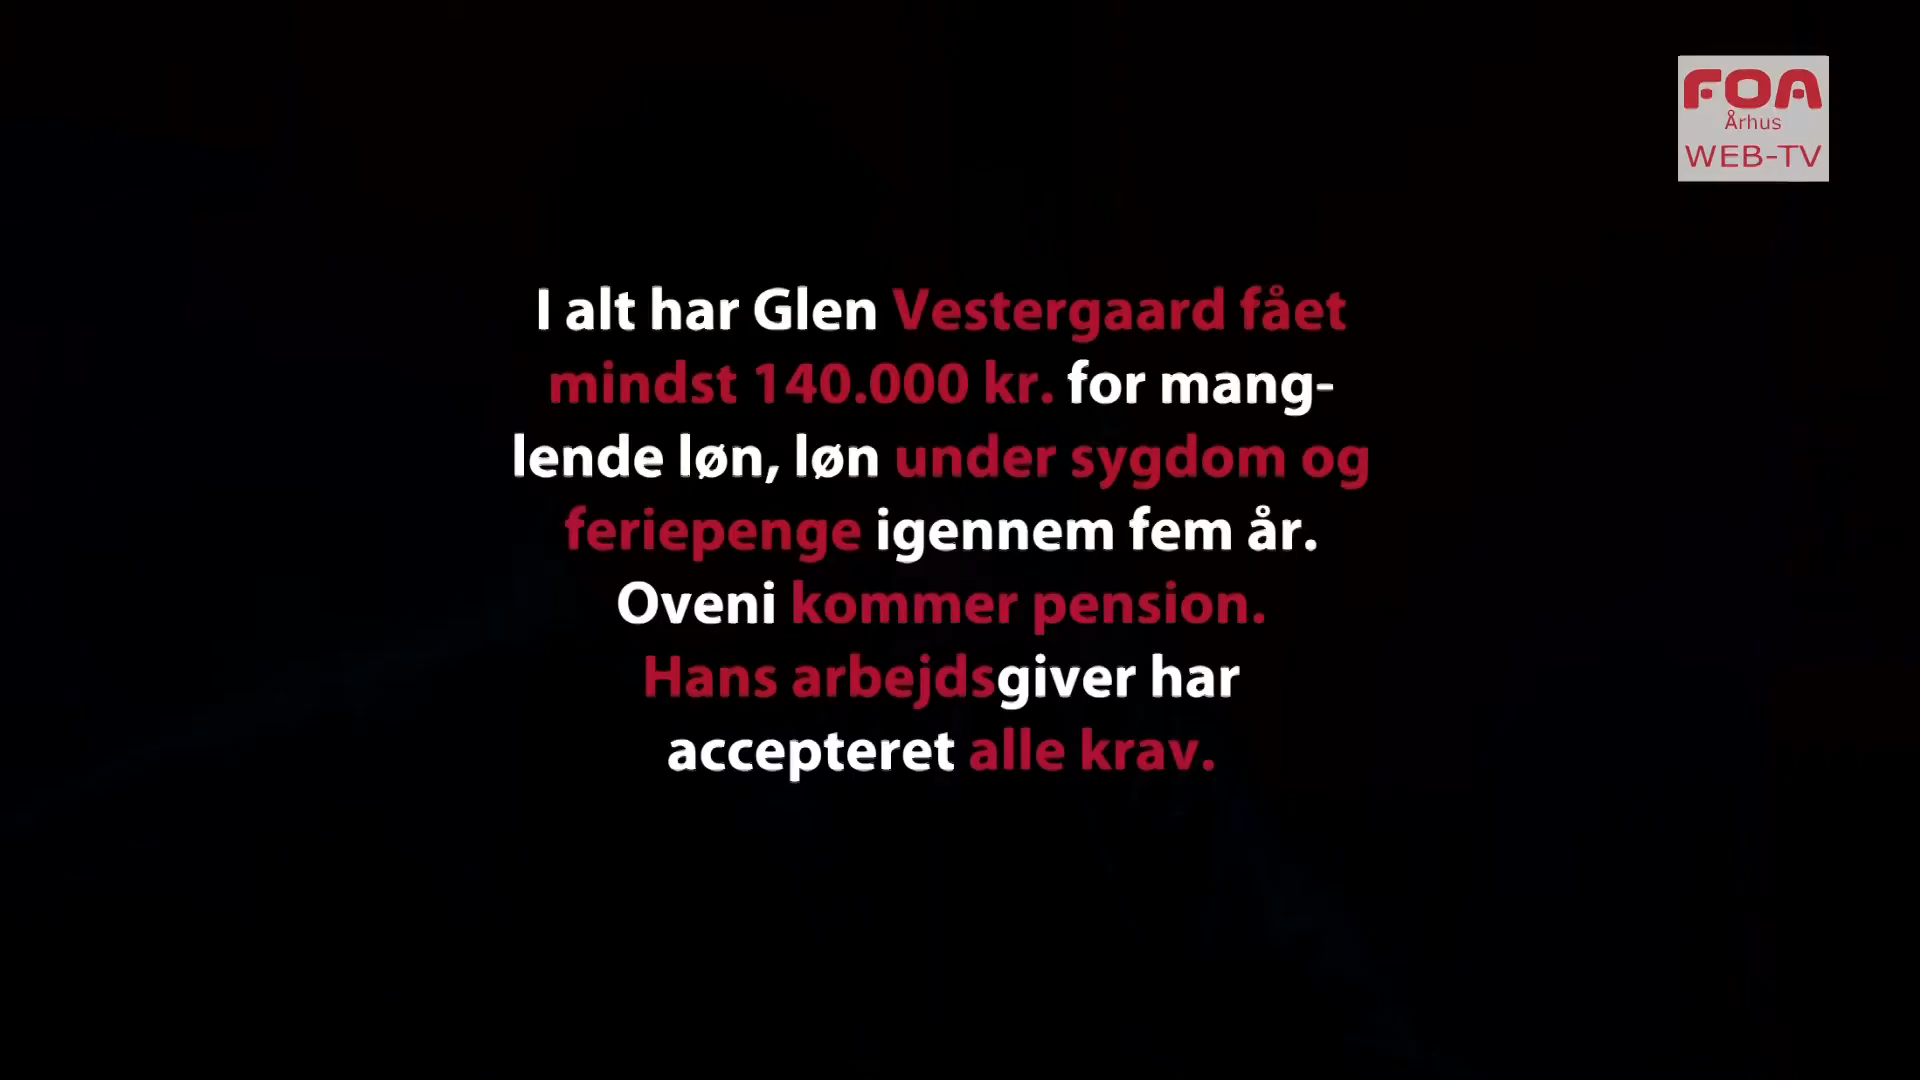 FOA
Århus
WEB-TV
I alt har Glen Vestergaard fået
mindst 140.000 kr. for mang-
lende løn, løn under sygdom og
feriepenge igennem fem år.
Oveni kommer pension.
Hans arbejdsgiver har
accepteret alle krav.